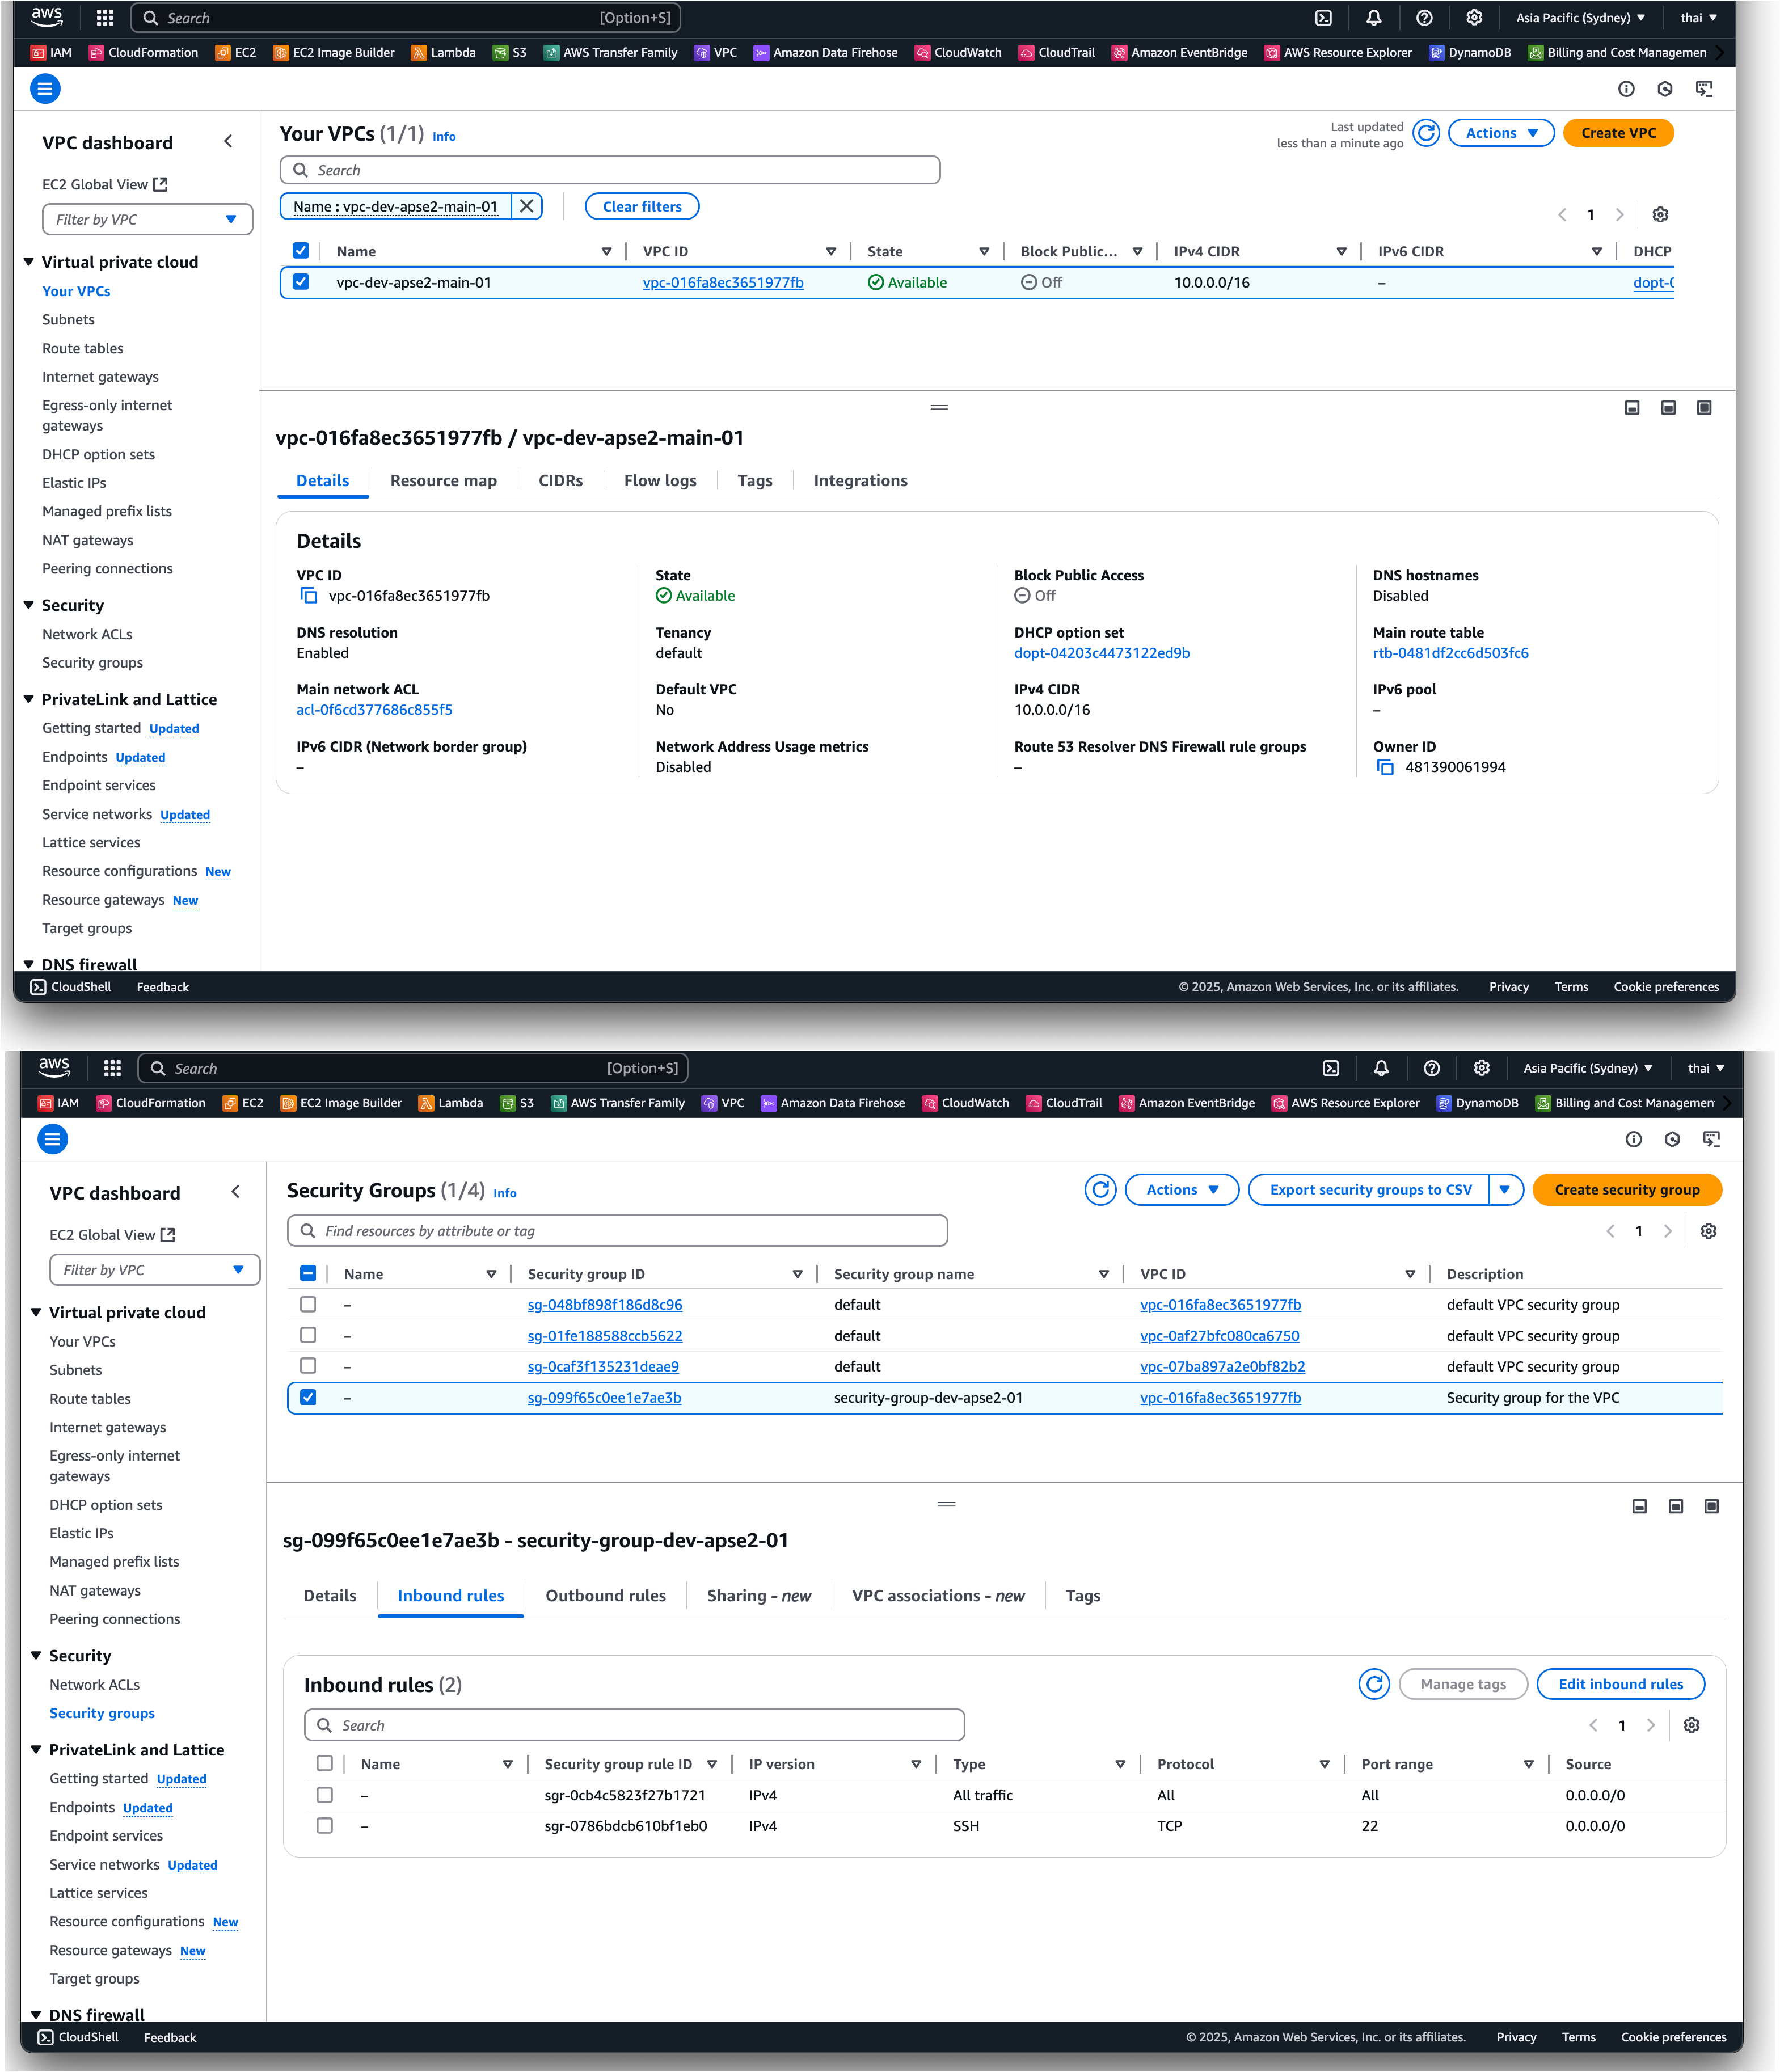 aws Search [Option+S] Asia Pacific (Sydney) thai
IAM CloudFormation EC2 EC2 Image Builder Lambda S3 AWS Transfer Family VPC Amazon Data Firehose CloudWatch CloudTrail Amazon EventBridge AWS Resource Explorer DynamoDB Billing and Cost Managemen
VPC dashboard
EC2 Global View
Filter by VPC
Virtual private cloud
Your VPCs
Subnets
Route tables
Internet gateways
Egress-only internet
gateways
DHCP option sets
Elastic IPs
Managed prefix lists
NAT gateways
Peering connections
Security
Network ACLs
Security groups
PrivateLink and Lattice
Getting started Updated
Endpoints Updated
Endpoint services
Service networks Updated
Lattice services
Resource configurations New
Resource gateways New
Target groups
DNS firewall
Your VPCs (1/1) Info
Last updated
less than a minute ago
Actions Create VPC
Search
Name : vpc-dev-apse2-main-01 Clear filters
1
Name VPC ID State Block Public... IPv4 CIDR IPv6 CIDR DHCP
vpc-dev-apse2-main-01 vpc-016fa8ec3651977fb Available Off 10.0.0.0/16 – dopt-0
vpc-016fa8ec3651977fb / vpc-dev-apse2-main-01
Details Resource map CIDRs Flow logs Tags Integrations
Details
VPC ID State Block Public Access DNS hostnames
vpc-016fa8ec3651977fb Available Off Disabled
DNS resolution Tenancy DHCP option set Main route table
Enabled default dopt-04203c4473122ed9b rtb-0481df2cc6d503fc6
Main network ACL Default VPC IPv4 CIDR IPv6 pool
acl-0f6cd377686c855f5 No 10.0.0.0/16 –
IPv6 CIDR (Network border group) Network Address Usage metrics Route 53 Resolver DNS Firewall rule groups Owner ID
– Disabled – 481390061994
CloudShell Feedback © 2025, Amazon Web Services, Inc. or its affiliates. Privacy Terms Cookie preferences
aws Search [Option+S] Asia Pacific (Sydney) thai
IAM CloudFormation EC2 EC2 Image Builder Lambda S3 AWS Transfer Family VPC Amazon Data Firehose CloudWatch CloudTrail Amazon EventBridge AWS Resource Explorer DynamoDB Billing and Cost Managemen
VPC dashboard
EC2 Global View
Filter by VPC
Virtual private cloud
Your VPCs
Subnets
Route tables
Internet gateways
Egress-only internet
gateways
DHCP option sets
Elastic IPs
Managed prefix lists
NAT gateways
Peering connections
Security
Network ACLs
Security groups
PrivateLink and Lattice
Getting started Updated
Endpoints Updated
Endpoint services
Service networks Updated
Lattice services
Resource configurations New
Resource gateways New
Target groups
DNS firewall
Security Groups (1/4) Info
Actions Export security groups to CSV Create security group
Find resources by attribute or tag
1
Name Security group ID Security group name VPC ID Description
– sg-048bf898f186d8c96 default vpc-016fa8ec3651977fb default VPC security group
– sg-01fe188588ccb5622 default vpc-0af27bfc080ca6750 default VPC security group
– sg-0caf3f135231deae9 default vpc-07ba897a2e0bf82b2 default VPC security group
– sg-099f65c0ee1e7ae3b security-group-dev-apse2-01 vpc-016fa8ec3651977fb Security group for the VPC
sg-099f65c0ee1e7ae3b - security-group-dev-apse2-01
Details Inbound rules Outbound rules Sharing - new VPC associations - new Tags
Inbound rules (2)
Manage tags Edit inbound rules
Search
1
Name Security group rule ID IP version Type Protocol Port range Source
– sgr-0cb4c5823f27b1721 IPv4 All traffic All All 0.0.0.0/0
– sgr-0786bdcb610bf1eb0 IPv4 SSH TCP 22 0.0.0.0/0
CloudShell Feedback © 2025, Amazon Web Services, Inc. or its affiliates. Privacy Terms Cookie preferences